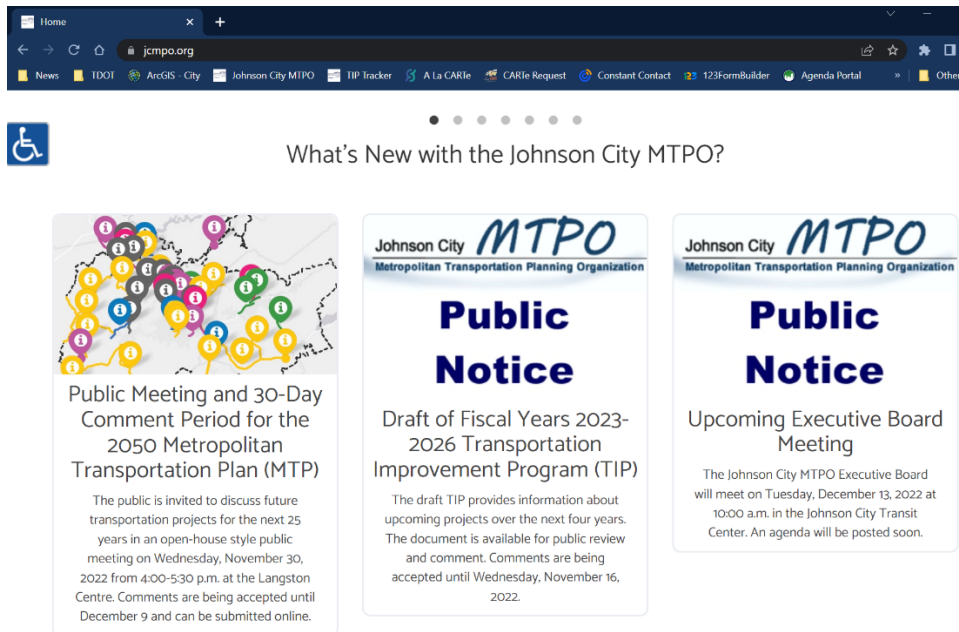 Home
jcmpo.org
News
TDOT
ArcGIS - City
Johnson City MTPO
TIP Tracker
A La CARTe
CARTe Request
Constant Contact
123FormBuilder
Agenda Portal
»
Other
What's New with the Johnson City MTPO?
Public Meeting and 30-Day
Comment Period for the
2050 Metropolitan
Transportation Plan (MTP)
The public is invited to discuss future
transportation projects for the next 25
years in an open-house style public
meeting on Wednesday, November 30,
2022 from 4:00-5:30 p.m. at the Langston
Centre. Comments are being accepted until
December 9 and can be submitted online.
Johnson City MTPO
Metropolitan Transportation Planning Organization
Public
Notice
Draft of Fiscal Years 2023-
2026 Transportation
Improvement Program (TIP)
The draft TIP provides information about
upcoming projects over the next four years.
The document is available for public review
and comment. Comments are being
accepted until Wednesday, November 16,
2022.
Johnson City MTPO
Metropolitan Transportation Planning Organization
Public
Notice
Upcoming Executive Board
Meeting
The Johnson City MTPO Executive Board
will meet on Tuesday, December 13, 2022 at
10:00 a.m. in the Johnson City Transit
Center. An agenda will be posted soon.